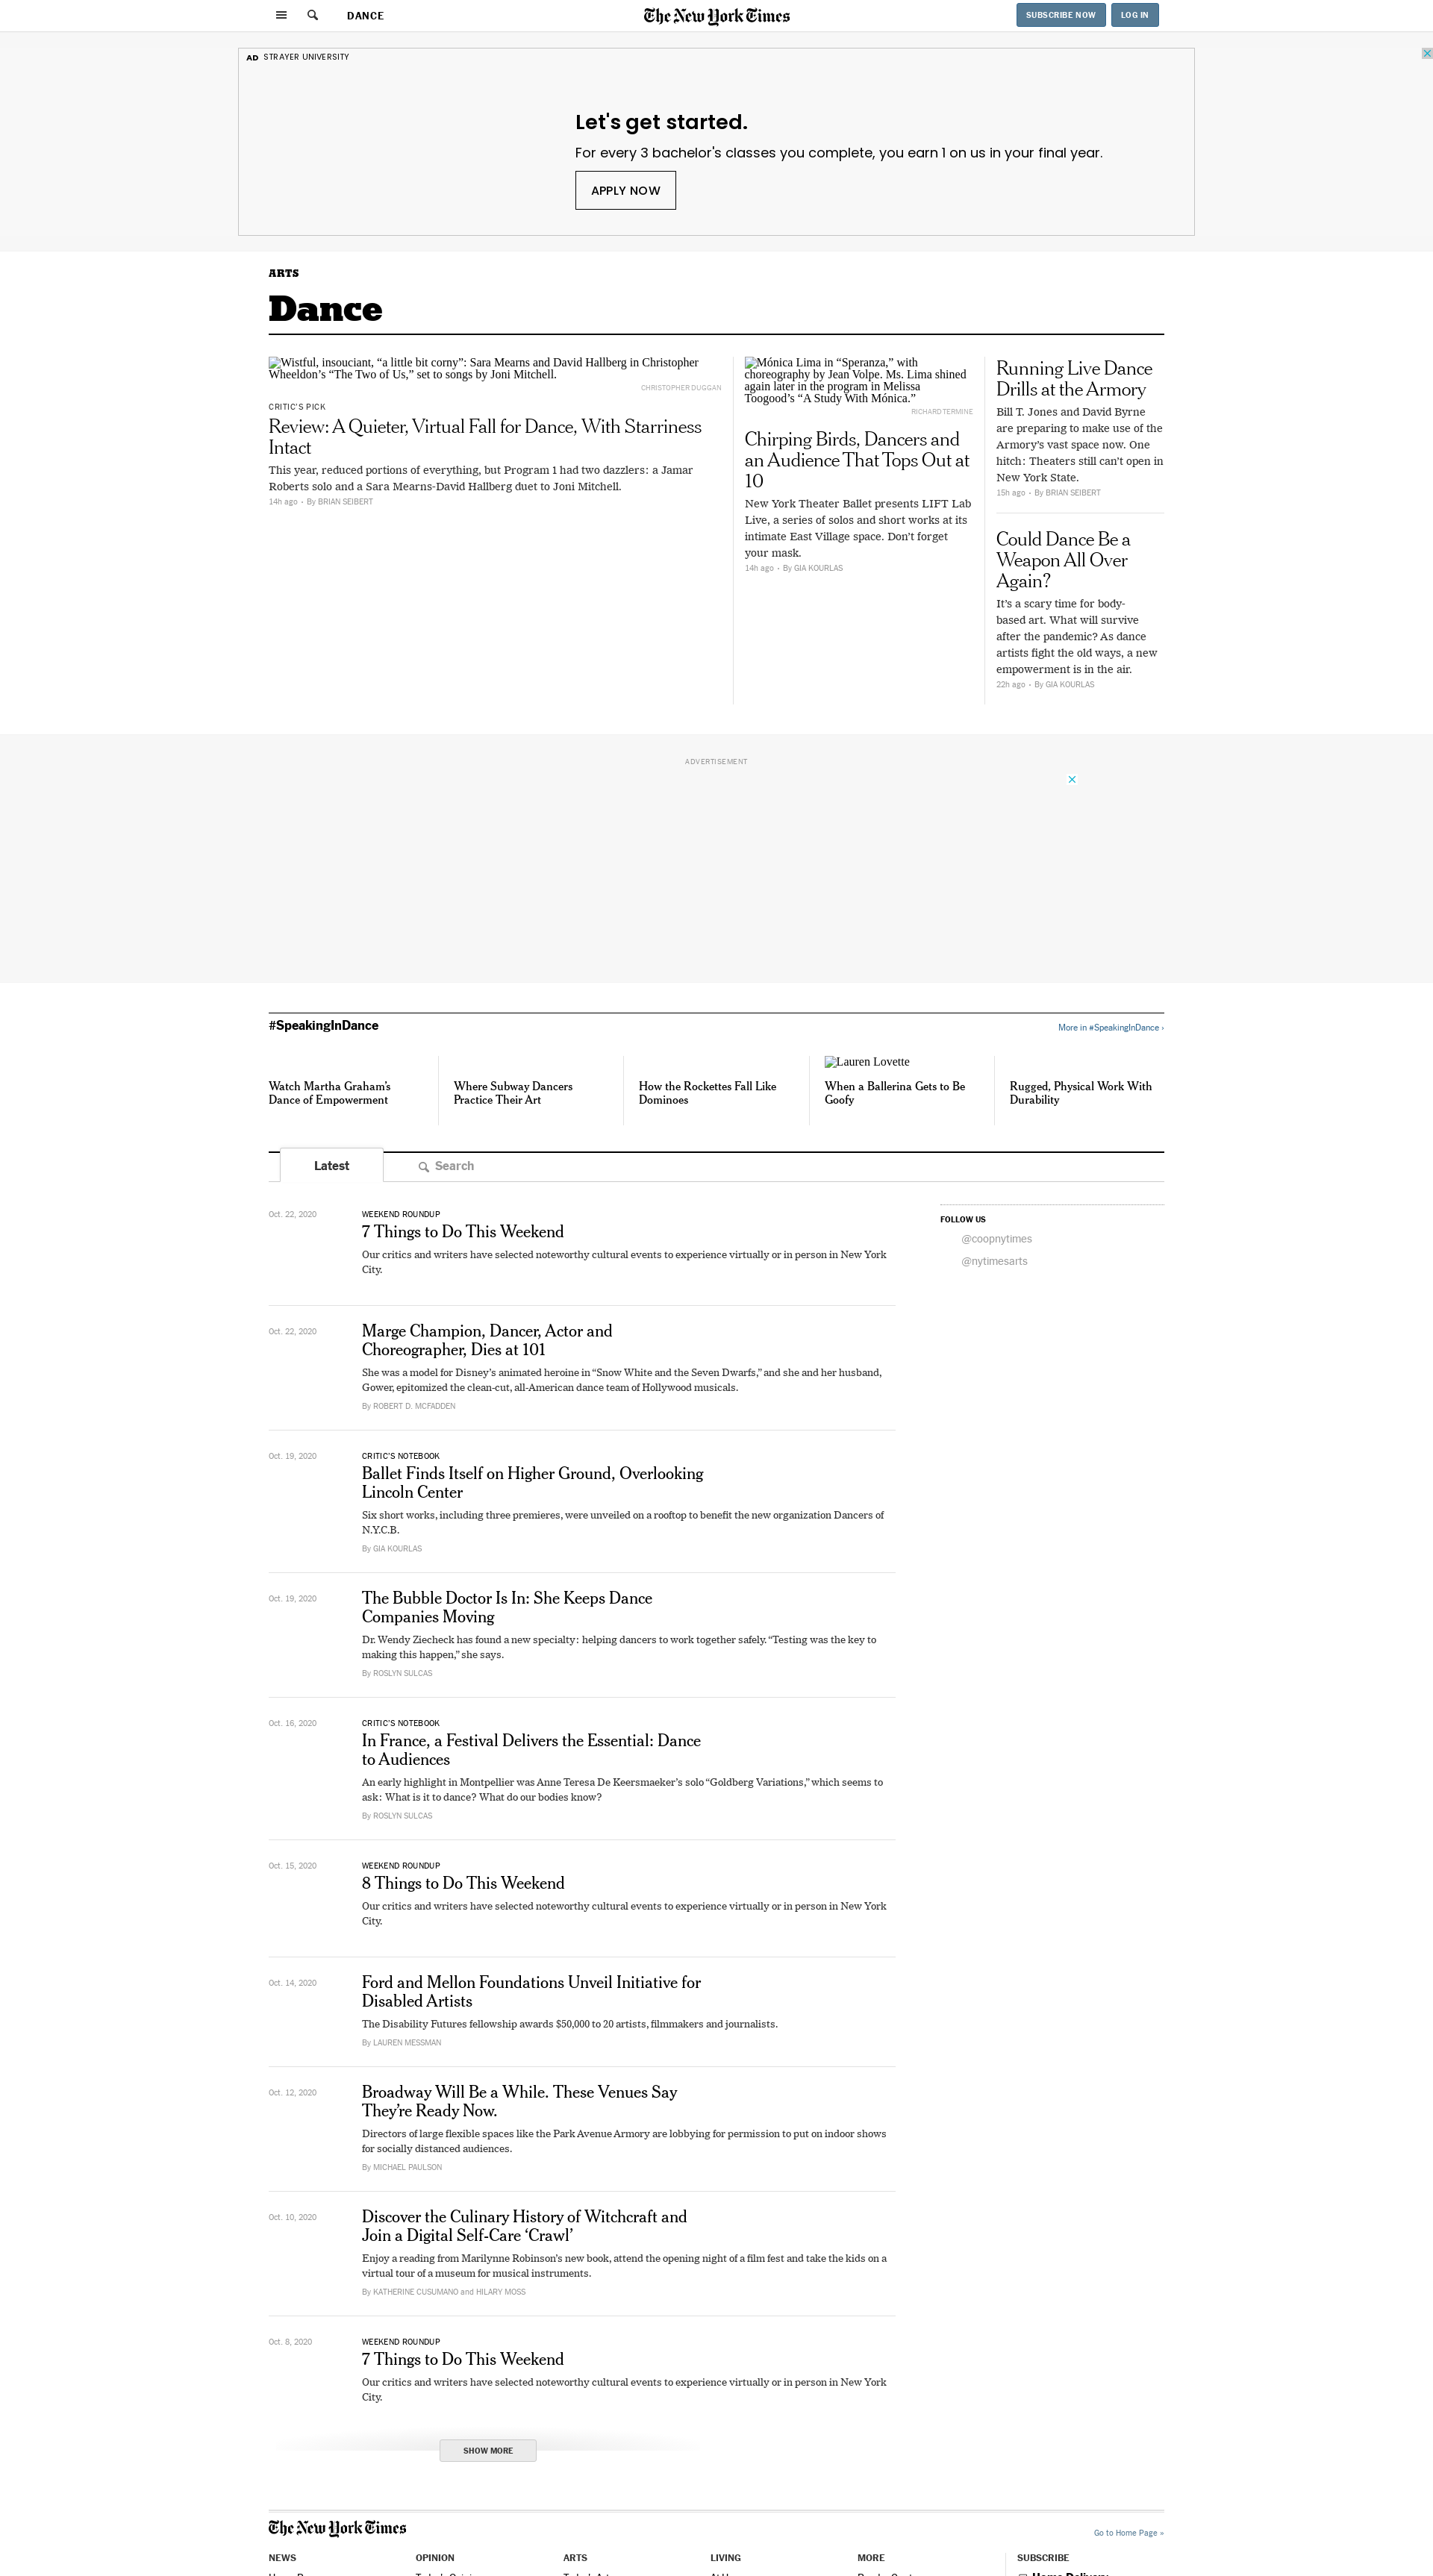 DANCE
The New York Times
SUBSCRIBE NOW
LOG IN
AD STRAYER UNIVERSITY
Let's get started.
For every 3 bachelor's classes you complete, you earn 1 on us in your final year.
APPLY NOW
ARTS
Dance
Wistful, insouciant, “a little bit corny”: Sara Mearns and David Hallberg in Christopher
Wheeldon’s “The Two of Us,” set to songs by Joni Mitchell.
CHRISTOPHER DUGGAN
CRITIC’S PICK
Review: A Quieter, Virtual Fall for Dance, With Starriness
Intact
This year, reduced portions of everything, but Program 1 had two dazzlers: a Jamar
Roberts solo and a Sara Mearns-David Hallberg duet to Joni Mitchell.
14h ago • By BRIAN SEIBERT
Mónica Lima in “Speranza,” with
choreography by Jean Volpe. Ms. Lima shined
again later in the program in Melissa
Toogood’s “A Study With Mónica.”
RICHARD TERMINE
Chirping Birds, Dancers and
an Audience That Tops Out at
10
New York Theater Ballet presents LIFT Lab
Live, a series of solos and short works at its
intimate East Village space. Don’t forget
your mask.
14h ago • By GIA KOURLAS
Running Live Dance
Drills at the Armory
Bill T. Jones and David Byrne
are preparing to make use of the
Armory’s vast space now. One
hitch: Theaters still can’t open in
New York State.
15h ago • By BRIAN SEIBERT
Could Dance Be a
Weapon All Over
Again?
It’s a scary time for body-
based art. What will survive
after the pandemic? As dance
artists fight the old ways, a new
empowerment is in the air.
22h ago • By GIA KOURLAS
ADVERTISEMENT
#SpeakingInDance
More in #SpeakingInDance ›
Watch Martha Graham’s
Dance of Empowerment
Where Subway Dancers
Practice Their Art
How the Rockettes Fall Like
Dominoes
Lauren Lovette
When a Ballerina Gets to Be
Goofy
Rugged, Physical Work With
Durability
Latest
Search
Oct. 22, 2020
WEEKEND ROUNDUP
7 Things to Do This Weekend
Our critics and writers have selected noteworthy cultural events to experience virtually or in person in New York
City.
FOLLOW US
@coopnytimes
@nytimesarts
Oct. 22, 2020
Marge Champion, Dancer, Actor and
Choreographer, Dies at 101
She was a model for Disney’s animated heroine in “Snow White and the Seven Dwarfs,” and she and her husband,
Gower, epitomized the clean-cut, all-American dance team of Hollywood musicals.
By ROBERT D. MCFADDEN
Oct. 19, 2020
CRITIC’S NOTEBOOK
Ballet Finds Itself on Higher Ground, Overlooking
Lincoln Center
Six short works, including three premieres, were unveiled on a rooftop to benefit the new organization Dancers of
N.Y.C.B.
By GIA KOURLAS
Oct. 19, 2020
The Bubble Doctor Is In: She Keeps Dance
Companies Moving
Dr. Wendy Ziecheck has found a new specialty: helping dancers to work together safely. “Testing was the key to
making this happen,” she says.
By ROSLYN SULCAS
Oct. 16, 2020
CRITIC’S NOTEBOOK
In France, a Festival Delivers the Essential: Dance
to Audiences
An early highlight in Montpellier was Anne Teresa De Keersmaeker’s solo “Goldberg Variations,” which seems to
ask: What is it to dance? What do our bodies know?
By ROSLYN SULCAS
Oct. 15, 2020
WEEKEND ROUNDUP
8 Things to Do This Weekend
Our critics and writers have selected noteworthy cultural events to experience virtually or in person in New York
City.
Oct. 14, 2020
Ford and Mellon Foundations Unveil Initiative for
Disabled Artists
The Disability Futures fellowship awards $50,000 to 20 artists, filmmakers and journalists.
By LAUREN MESSMAN
Oct. 12, 2020
Broadway Will Be a While. These Venues Say
They’re Ready Now.
Directors of large flexible spaces like the Park Avenue Armory are lobbying for permission to put on indoor shows
for socially distanced audiences.
By MICHAEL PAULSON
Oct. 10, 2020
Discover the Culinary History of Witchcraft and
Join a Digital Self-Care ‘Crawl’
Enjoy a reading from Marilynne Robinson’s new book, attend the opening night of a film fest and take the kids on a
virtual tour of a museum for musical instruments.
By KATHERINE CUSUMANO and HILARY MOSS
Oct. 8, 2020
WEEKEND ROUNDUP
7 Things to Do This Weekend
Our critics and writers have selected noteworthy cultural events to experience virtually or in person in New York
City.
SHOW MORE
The New York Times
Go to Home Page »
NEWS
OPINION
ARTS
LIVING
MORE
SUBSCRIBE